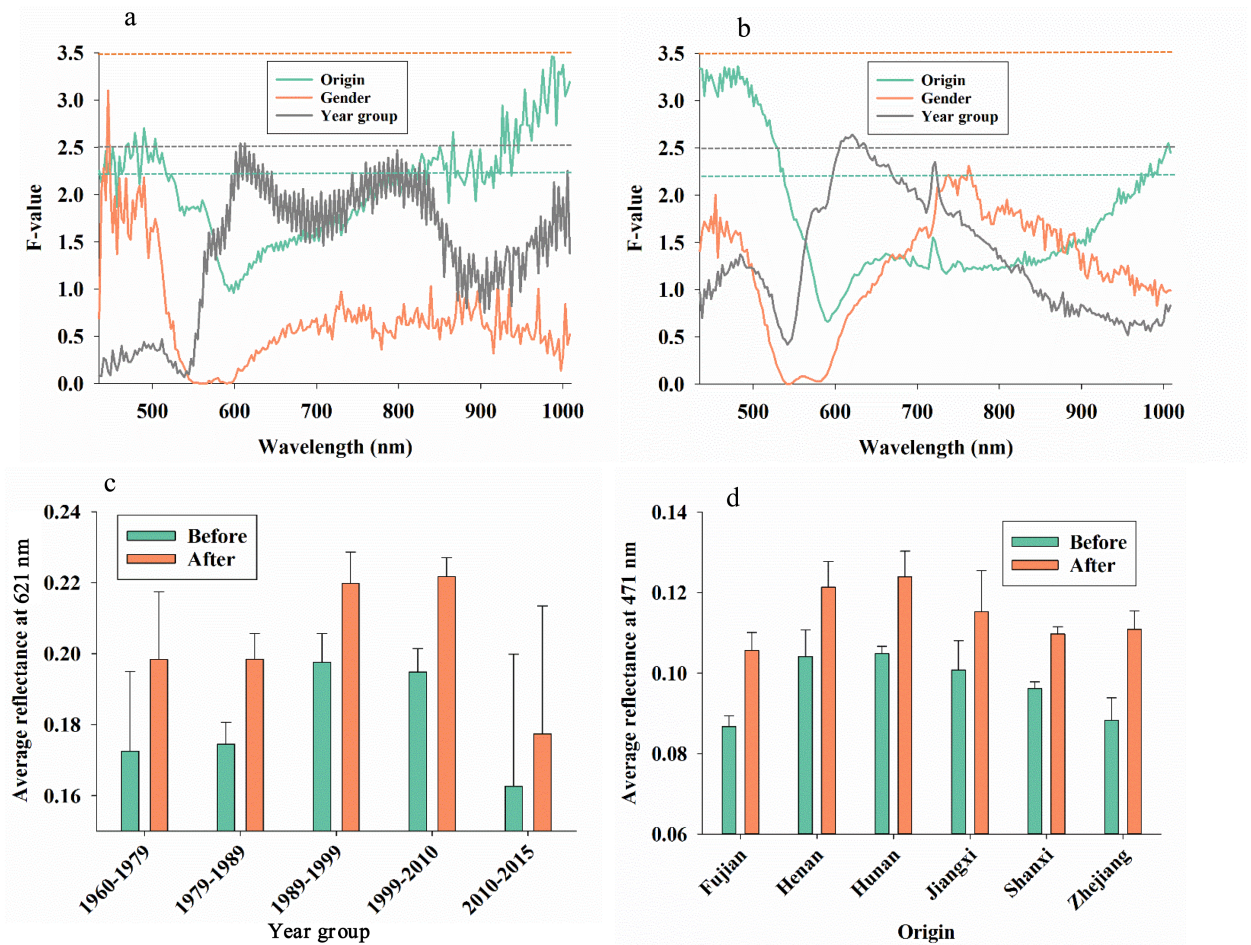 a
3.5
3.0
2.5
2.0
1.5
1.0
0.5
0.0
F-value
Origin
Gender
Year group
500 600 700 800 900 1000
Wavelength (nm)
b
3.5
3.0
2.5
2.0
1.5
1.0
0.5
0.0
F-value
Origin
Gender
Year group
500 600 700 800 900 1000
Wavelength (nm)
c
0.24
0.22
0.20
0.18
0.16
Average reflectance at 621 nm
Before
After
1960-1979
1979-1989
1989-1999
1999-2010
2010-2015
Year group
d
0.14
0.12
0.10
0.08
0.06
Average reflectance at 471 nm
Before
After
Fujian
Henan
Hunan
Jiangxi
Shanxi
Zhejiang
Origin